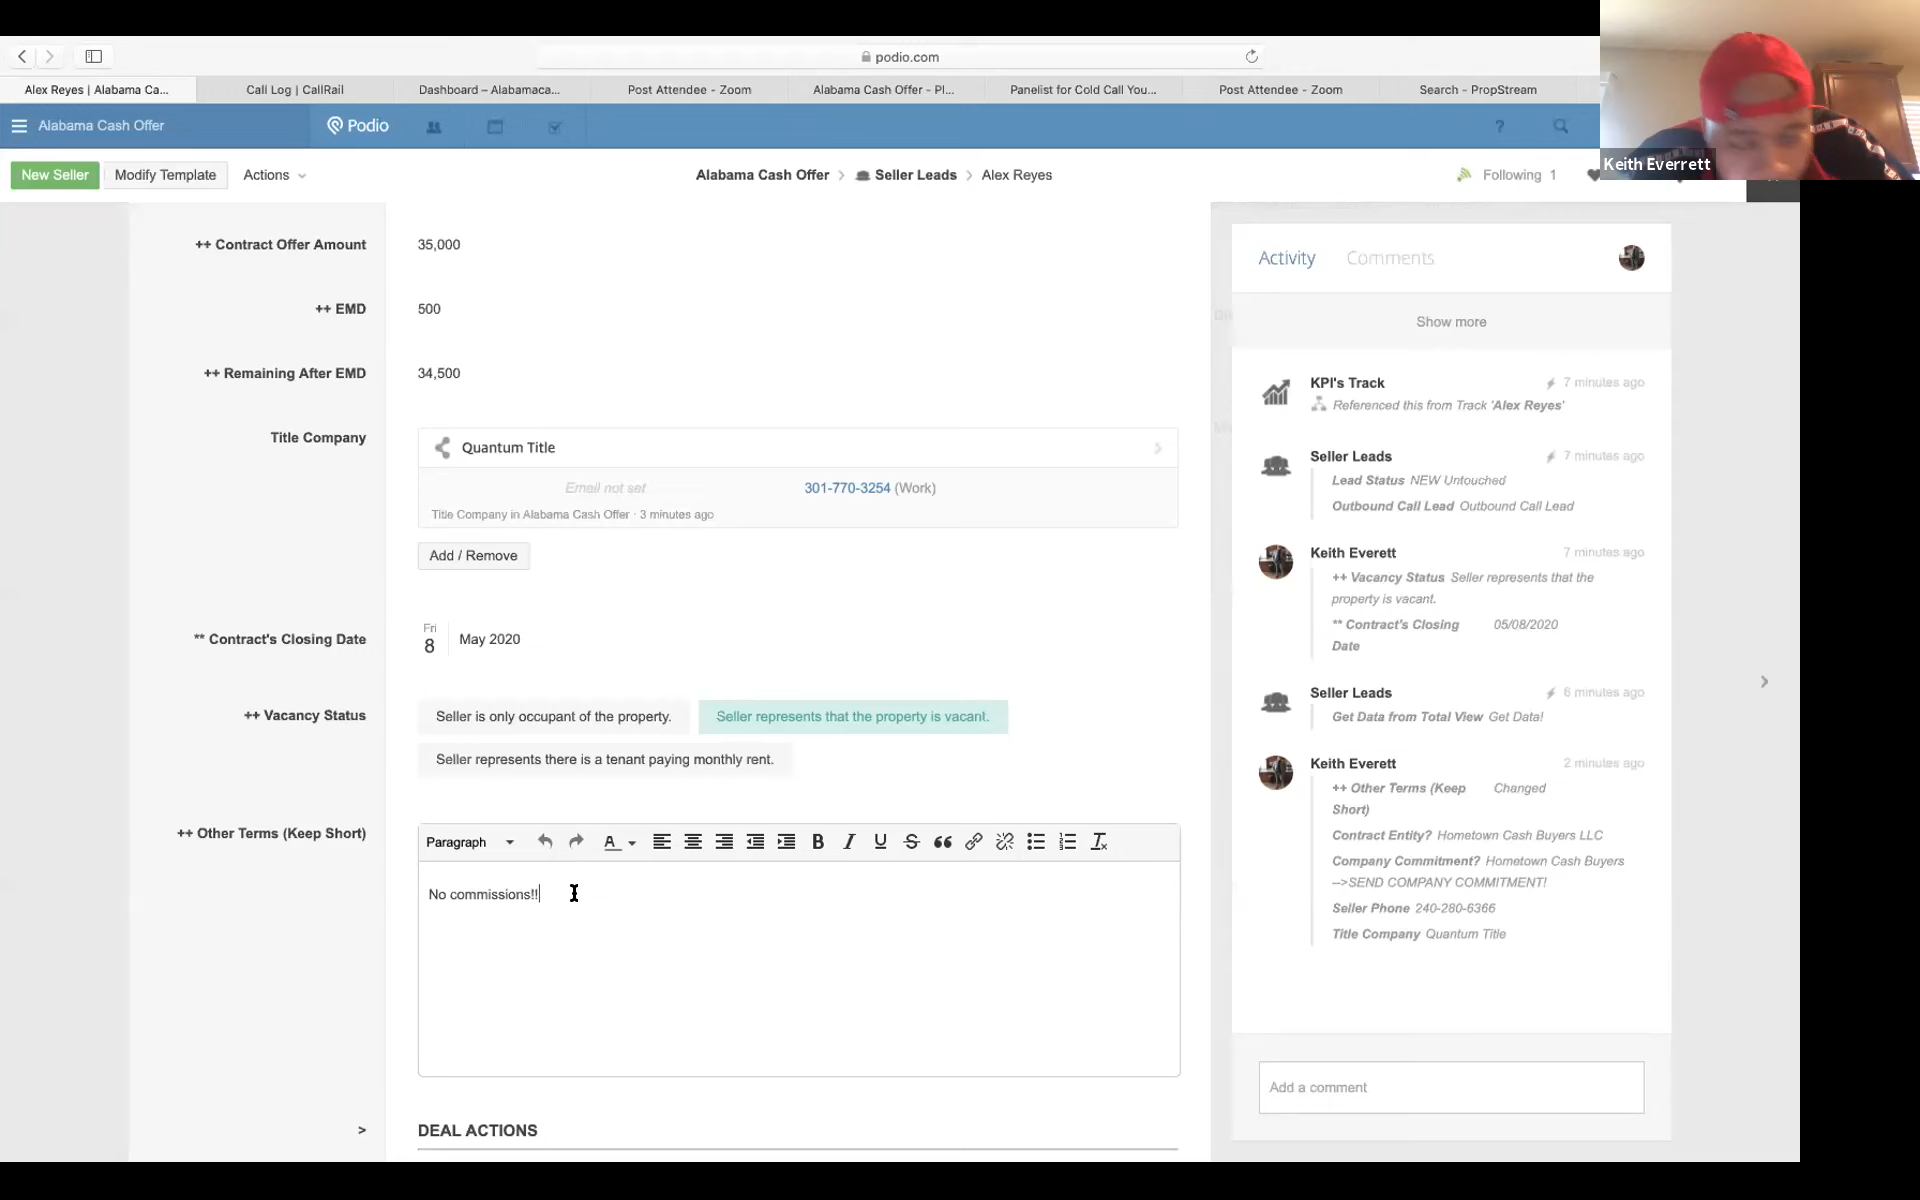 podio.com
Alex Reyes | Alabama Ca...
Call Log | CallRail
Dashboard – Alabamaca...
Post Attendee - Zoom
Alabama Cash Offer - Pl...
Panelist for Cold Call You...
Post Attendee - Zoom
Search - PropStream
Alabama Cash Offer
Podio
?
Keith Everrett
New Seller
Modify Template
Actions
Alabama Cash Offer > Seller Leads > Alex Reyes
Following 1
++ Contract Offer Amount
35,000
++ EMD
500
++ Remaining After EMD
34,500
Title Company
Quantum Title
Email not set
301-770-3254 (Work)
Title Company in Alabama Cash Offer · 3 minutes ago
Add / Remove
** Contract's Closing Date
Fri
8
May 2020
++ Vacancy Status
Seller is only occupant of the property.
Seller represents that the property is vacant.
Seller represents there is a tenant paying monthly rent.
++ Other Terms (Keep Short)
Paragraph
No commissions!!
>
DEAL ACTIONS
Activity
Comments
Show more
KPI's Track
7 minutes ago
Referenced this from Track 'Alex Reyes'
Seller Leads
7 minutes ago
Lead Status NEW Untouched
Outbound Call Lead Outbound Call Lead
Keith Everett
7 minutes ago
++ Vacancy Status Seller represents that the
property is vacant.
** Contract's Closing 05/08/2020
Date
Seller Leads
6 minutes ago
Get Data from Total View Get Data!
Keith Everett
2 minutes ago
++ Other Terms (Keep Changed
Short)
Contract Entity? Hometown Cash Buyers LLC
Company Commitment? Hometown Cash Buyers
-->SEND COMPANY COMMITMENT!
Seller Phone 240-280-6366
Title Company Quantum Title
Add a comment